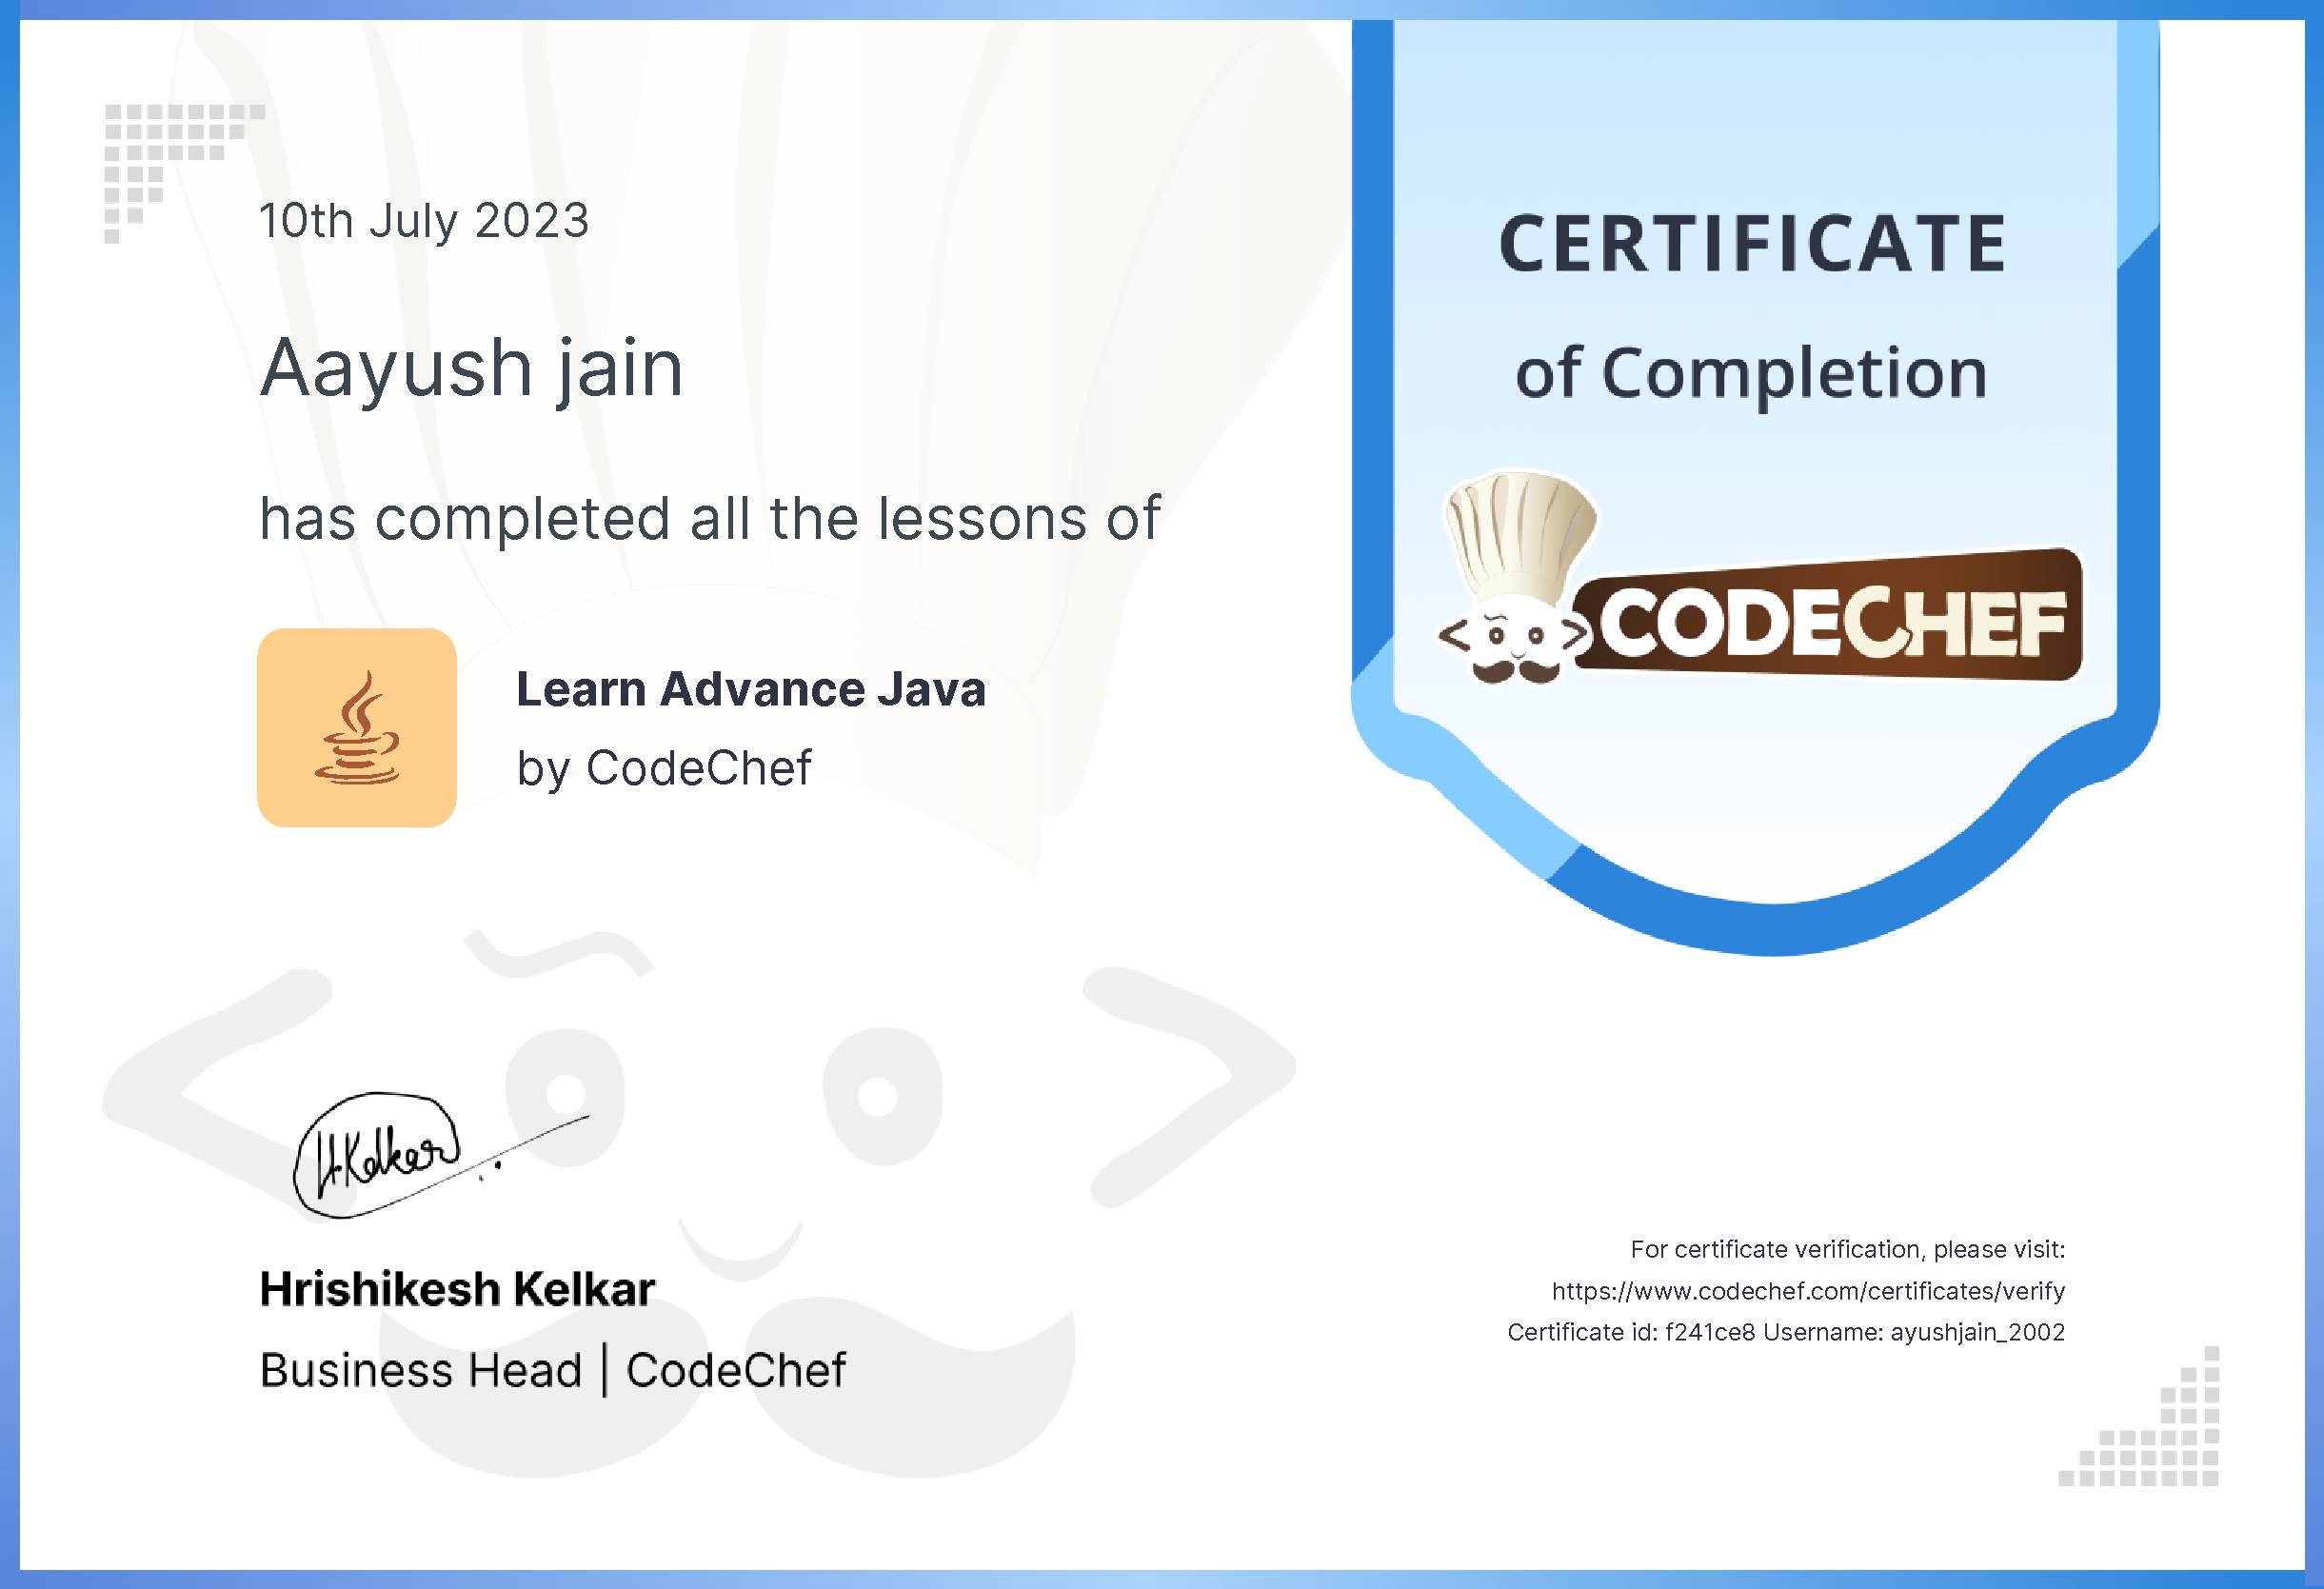 10th July 2023
Aayush jain
has completed all the lessons of
Learn Advance Java
by CodeChef
H.Kelkar
Hrishikesh Kelkar
Business Head | CodeChef
CERTIFICATE
of Completion
CODECHEF
For certificate verification, please visit:
https://www.codechef.com/certificates/verify
Certificate id: f241ce8 Username: ayushjain_2002